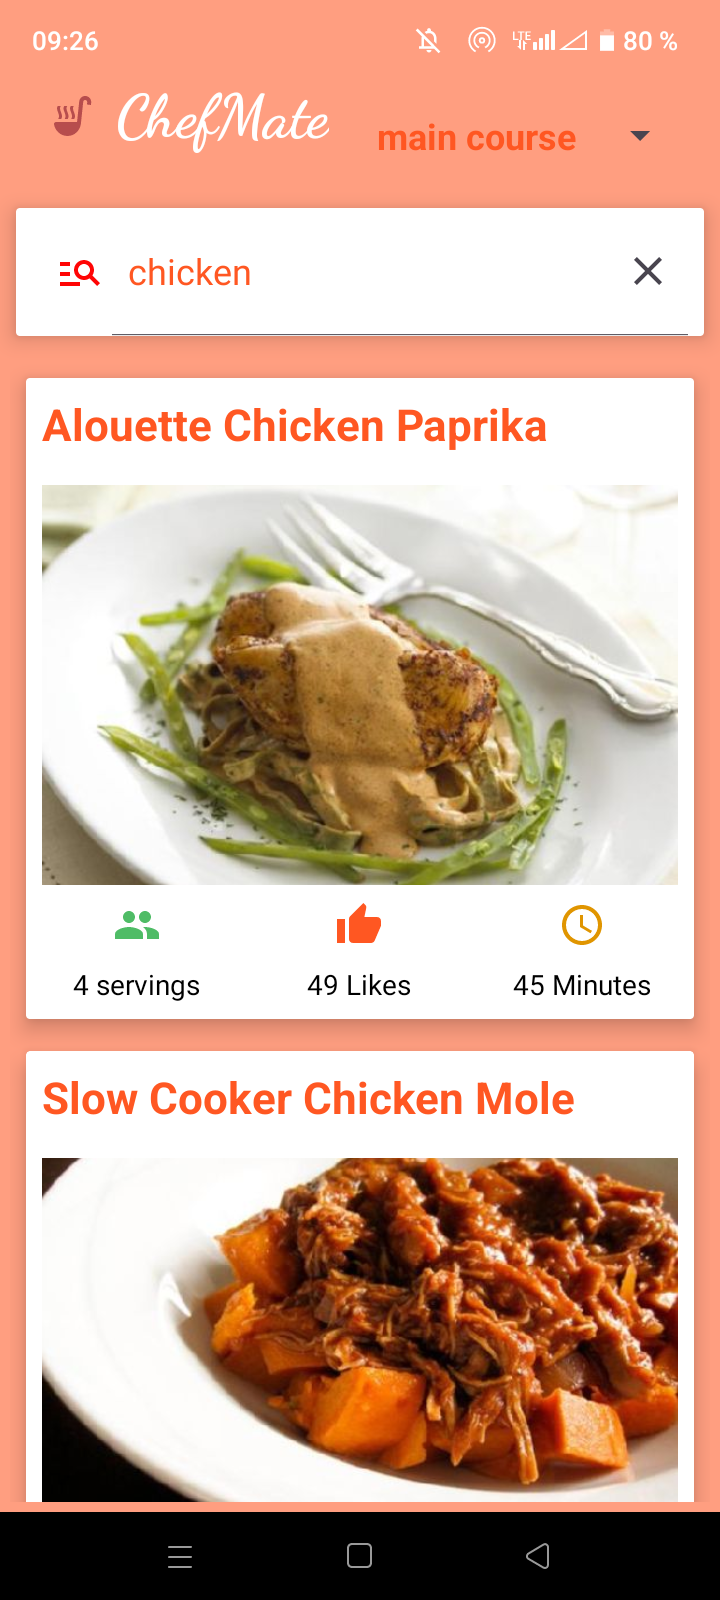 09:26
LTE
80 %
ChefMate
main course
chicken
Alouette Chicken Paprika
4 servings
49 Likes
45 Minutes
Slow Cooker Chicken Mole